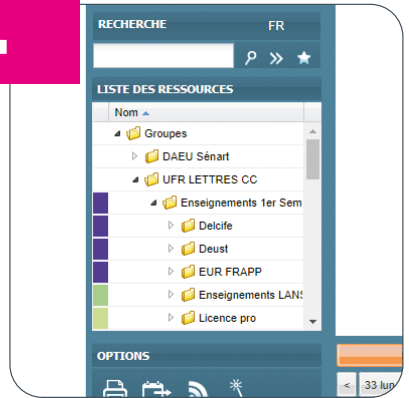 RECHERCHE FR
LISTE DES RESSOURCES
Nom
Groupes
DAEU Sénart
UFR LETTRES CC
Enseignements 1er Sem
Delcife
Deust
EUR FRAPP
Enseignements LANS
Licence pro
OPTIONS
< 33 lun